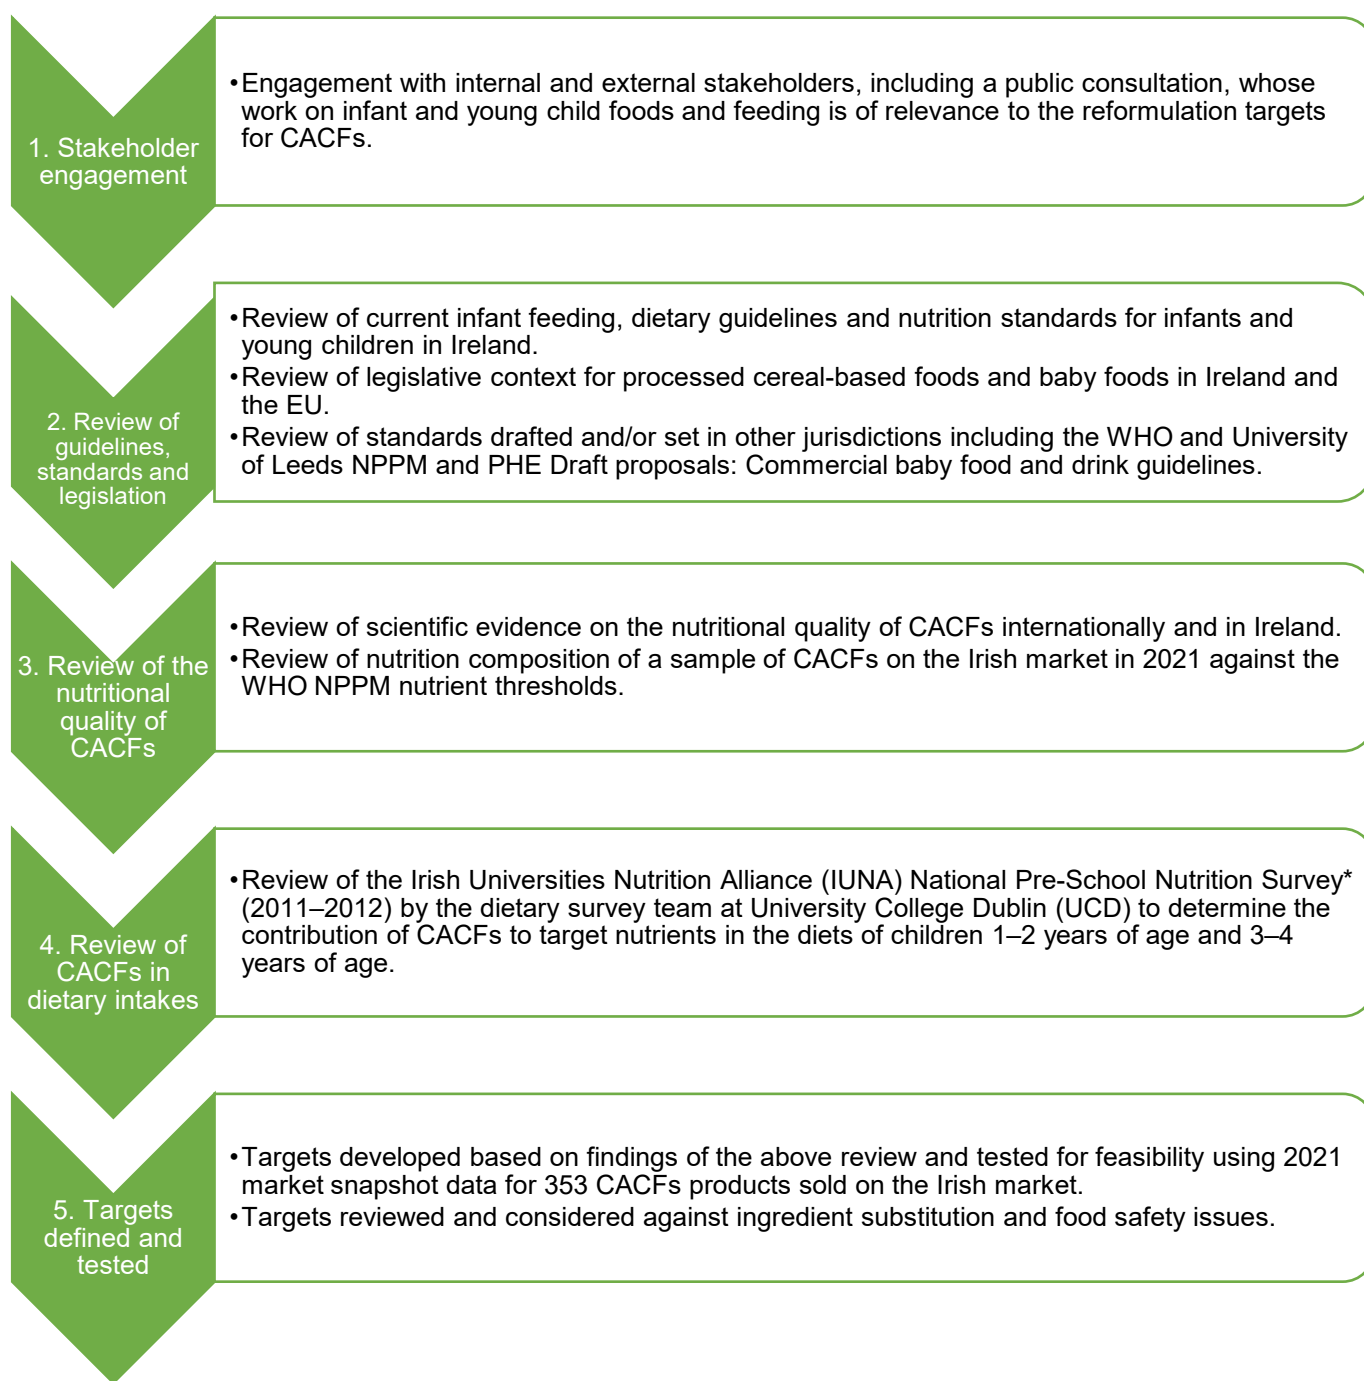 1. Stakeholder
engagement
•Engagement with internal and external stakeholders, including a public consultation, whose
work on infant and young child foods and feeding is of relevance to the reformulation targets
for CACFs.
2. Review of
guidelines,
standards and
legislation
•Review of current infant feeding, dietary guidelines and nutrition standards for infants and
young children in Ireland.
•Review of legislative context for processed cereal-based foods and baby foods in Ireland and
the EU.
•Review of standards drafted and/or set in other jurisdictions including the WHO and University
of Leeds NPPM and PHE Draft proposals: Commercial baby food and drink guidelines.
3. Review of the
nutritional
quality of
CACFs
•Review of scientific evidence on the nutritional quality of CACFs internationally and in Ireland.
•Review of nutrition composition of a sample of CACFs on the Irish market in 2021 against the
WHO NPPM nutrient thresholds.
4. Review of
CACFs in
dietary intakes
•Review of the Irish Universities Nutrition Alliance (IUNA) National Pre-School Nutrition Survey*
(2011–2012) by the dietary survey team at University College Dublin (UCD) to determine the
contribution of CACFs to target nutrients in the diets of children 1–2 years of age and 3–4
years of age.
5. Targets
defined and
tested
•Targets developed based on findings of the above review and tested for feasibility using 2021
market snapshot data for 353 CACFs products sold on the Irish market.
•Targets reviewed and considered against ingredient substitution and food safety issues.